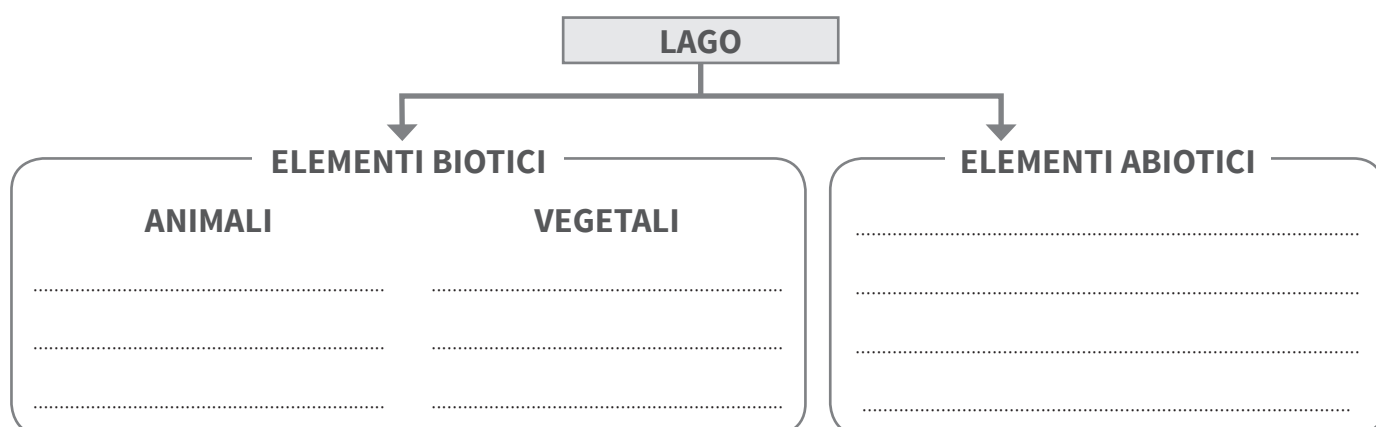 LAGO
ELEMENTI BIOTICI
ANIMALI
VEGETALI
ELEMENTI ABIOTICI